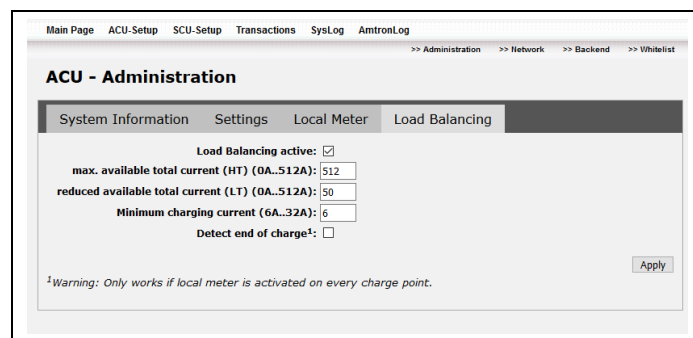 Main Page ACU-Setup SCU-Setup Transactions SysLog AmtronLog
>> Administration >> Network >> Backend >> Whitelist
ACU - Administration
System Information Settings Local Meter Load Balancing
Load Balancing active:
max. available total current (HT) (0A..512A): 512
reduced available total current (LT) (0A..512A): 50
Minimum charging current (6A..32A): 6
Detect end of charge¹:
Apply
¹Warning: Only works if local meter is activated on every charge point.